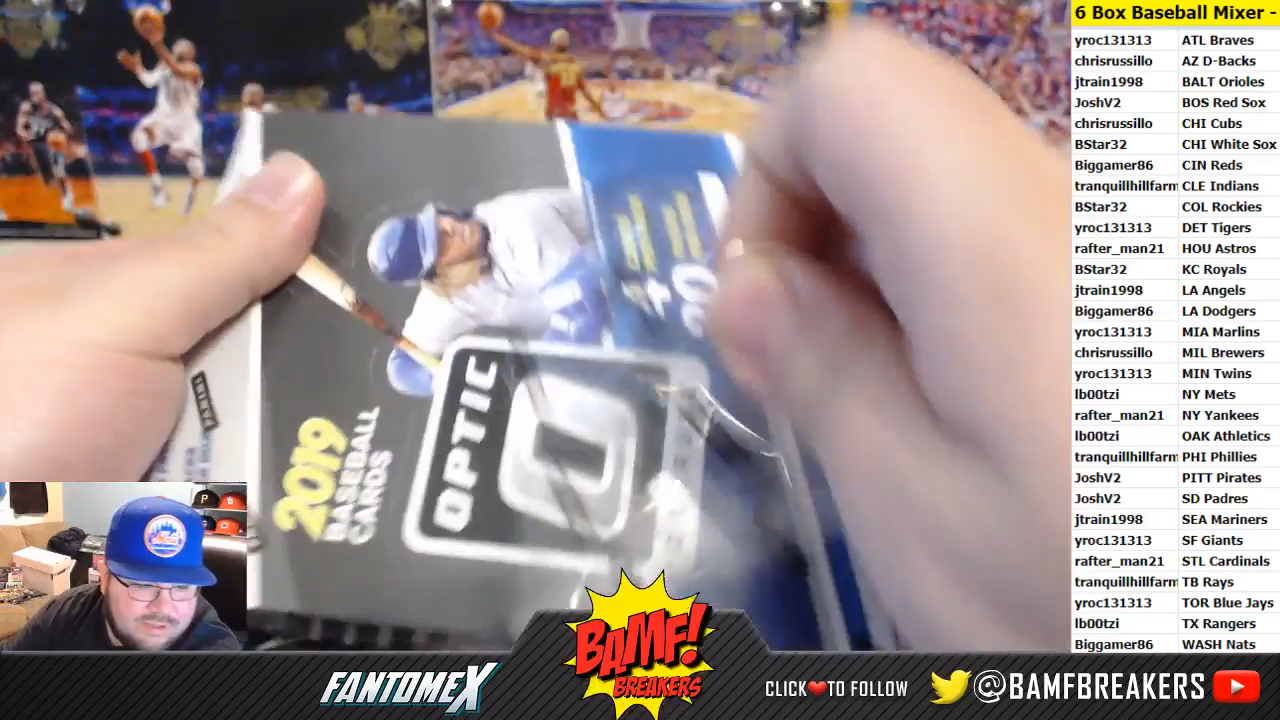 6 Box Baseball Mixer -
yroc131313 ATL Braves
chrisrussillo AZ D-Backs
jtrain1998 BALT Orioles
JoshV2 BOS Red Sox
chrisrussillo CHI Cubs
BStar32 CHI White Sox
Biggamer86 CIN Reds
tranquillhillfarm CLE Indians
BStar32 COL Rockies
yroc131313 DET Tigers
rafter_man21 HOU Astros
BStar32 KC Royals
jtrain1998 LA Angels
Biggamer86 LA Dodgers
yroc131313 MIA Marlins
chrisrussillo MIL Brewers
yroc131313 MIN Twins
lb00tzi NY Mets
rafter_man21 NY Yankees
lb00tzi OAK Athletics
tranquillhillfarm PHI Phillies
JoshV2 PITT Pirates
JoshV2 SD Padres
jtrain1998 SEA Mariners
yroc131313 SF Giants
rafter_man21 STL Cardinals
tranquillhillfarm TB Rays
yroc131313 TOR Blue Jays
lb00tzi TX Rangers
Biggamer86 WASH Nats
OPTIC
2019
BASEBALL
CARDS
PANINI
FANTOMEX
BAMF!
BREAKERS
CLICK TO FOLLOW
@BAMFBREAKERS